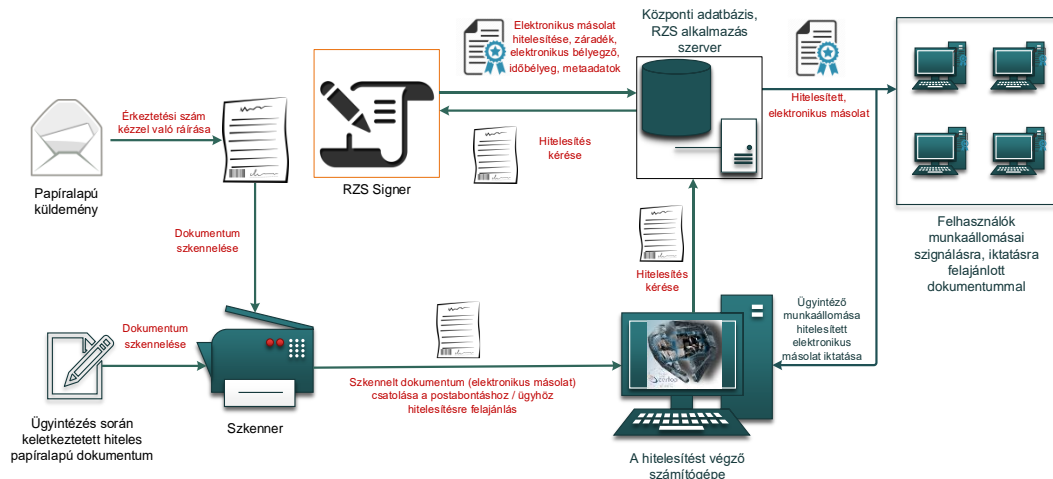 Elektronikus másolat
hitelesítése, záradék,
elektronikus bélyegző,
időbélyeg, metaadatok
Központi adatbázis,
RZS alkalmazás
szerver
Érkeztetési szám
kézzel való ráírása
Hitelesített,
elektronikus másolat
Hitelesítés
kérése
Papíralapú
küldemény
RZS Signer
Felhasználók
munkaállomásai
szignálásra, iktatásra
felajánlott
dokumentummal
Dokumentum
szkennelése
Hitelesítés
kérése
Ügyintéző
munkaállomása
hitelesített
elektronikus
másolat iktatása
Dokumentum
szkennelése
Szkennelt dokumentum (elektronikus másolat)
csatolása a postabontáshoz / ügyhöz
hitelesítésre felajánlás
Ügyintézés során
keletkeztetett hiteles
papíralapú dokumentum
Szkenner
A hitelesítést végző
számítógépe